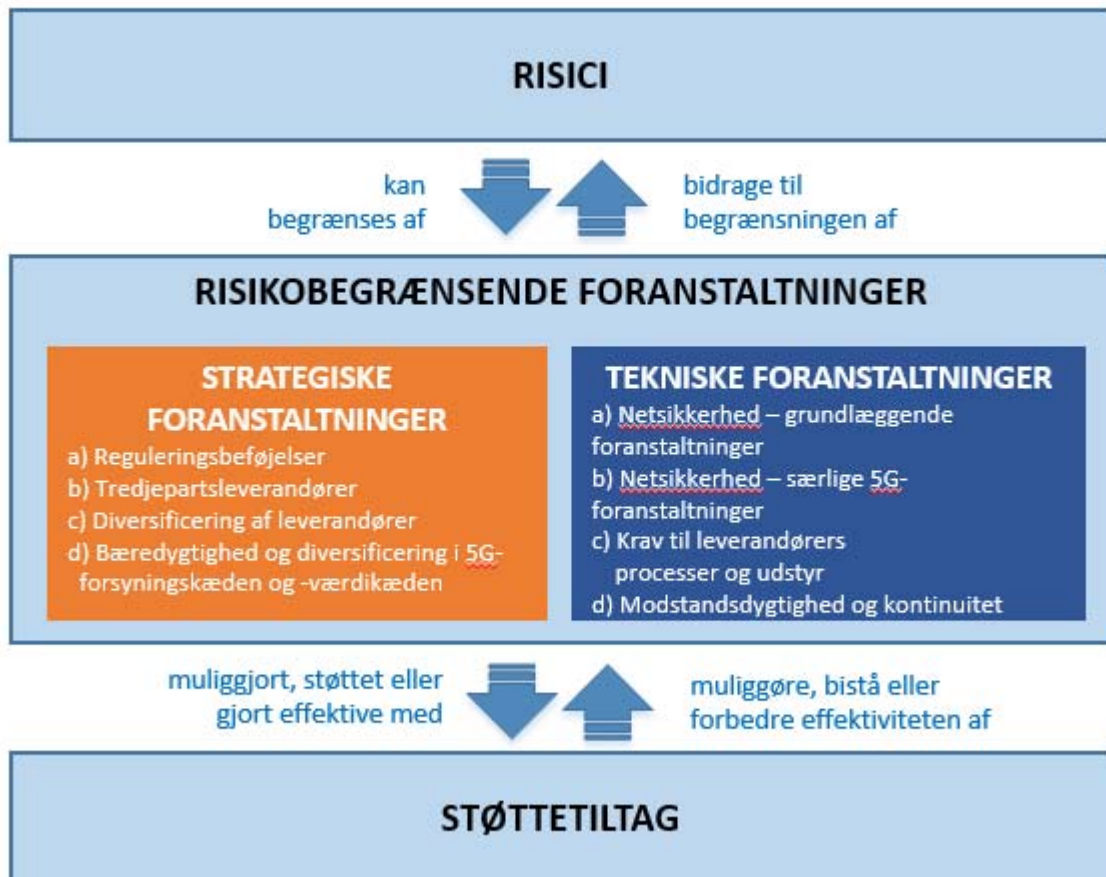 RISICI
kan
begrænses af
bidrage til
begrænsningen af
RISIKOBEGRÆNSENDE FORANSTALTNINGER
STRATEGISKE
FORANSTALTNINGER
a) Reguleringsbeføjelser
b) Tredjepartsleverandører
c) Diversificering af leverandører
d) Bæredygtighed og diversificering i 5G-
forsyningskæden og -værdikæden
TEKNISKE FORANSTALTNINGER
a) Netsikkerhed – grundlæggende
foranstaltninger
b) Netsikkerhed – særlige 5G-
foranstaltninger
c) Krav til leverandørers
processer og udstyr
d) Modstandsdygtighed og kontinuitet
muliggjort, støttet eller
gjort effektive med
muliggøre, bistå eller
forbedre effektiviteten af
STØTTETILTAG